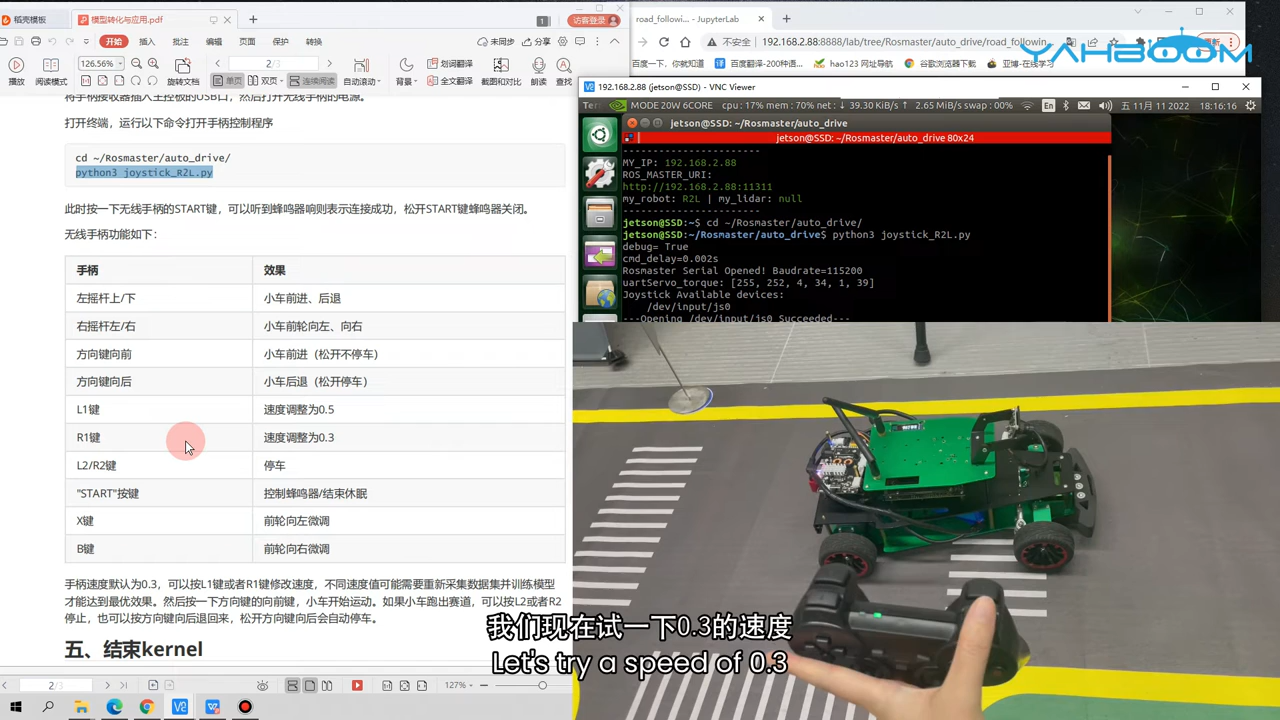 稻壳模板
模型转化与应用.pdf
1
访客登录
开始
插入
批注
编辑
页面
保护
转换
未同步
分享
126.56%
2/3
划词翻译
手型
阅读模式
旋转文档
单页
双页
连续阅读
自动滚动
背景
全文翻译
截图和对比
朗读
查找
将手柄接收器插入主控板的USB口，然后打开无线手柄的电源。
打开终端，运行以下命令打开手柄控制程序
cd ~/Rosmaster/auto_drive/
python3 joystick_R2L.py
此时按一下无线手柄的START键，可以听到蜂鸣器响则表示连接成功，松开START键蜂鸣器关闭。
无线手柄功能如下：
手柄 效果
左摇杆上/下 小车前进、后退
右摇杆左/右 小车前轮向左、向右
方向键向前 小车前进（松开不停车）
方向键向后 小车后退（松开停车）
L1键 速度调整为0.5
R1键 速度调整为0.3
L2/R2键 停车
"START"按键 控制蜂鸣器/结束休眠
X键 前轮向左微调
B键 前轮向右微调
手柄速度默认为0.3，可以按L1键或者R1键修改速度，不同速度值可能需要重新采集数据集并训练模型
才能达到最优效果。然后按一下方向键的向前键，小车开始运动。如果小车跑出赛道，可以按L2或者R2
停止，也可以按方向键向后退回来，松开方向键向后会自动停车。
五、结束kernel
2/3
127%
road_followi... - JupyterLab
不安全
192.168.2.88:8888/lab/tree/Rosmaster/auto_drive/road_followin...
YAHBOOM
百度一下，你就知道
百度翻译-200种语...
hao123 网址导航
谷歌浏览器下载
亚博-在线学习
192.168.2.88 (jetson@SSD) - VNC Viewer
MODE 20W 6CORE cpu : 17% mem : 70% net : ↓ 39.30 KiB/s ↑ 2.65 MiB/s swap : 00%
En
五 11月 11 2022 18:16:16
jetson@SSD: ~/Rosmaster/auto_drive
jetson@SSD: ~/Rosmaster/auto_drive 80x24
-----------------------
MY_IP: 192.168.2.88
ROS_MASTER_URI:
http://192.168.2.88:11311
my_robot: R2L | my_lidar: null
-----------------------
jetson@SSD:~$ cd ~/Rosmaster/auto_drive/
jetson@SSD:~/Rosmaster/auto_drive$ python3 joystick_R2L.py
debug= True
cmd_delay=0.002s
Rosmaster Serial Opened! Baudrate=115200
uartServo_torque: [255, 252, 4, 34, 1, 39]
Joystick Available devices:
/dev/input/js0
---Opening /dev/input/js0 Succeeded---
我们现在试一下0.3的速度
Let's try a speed of 0.3